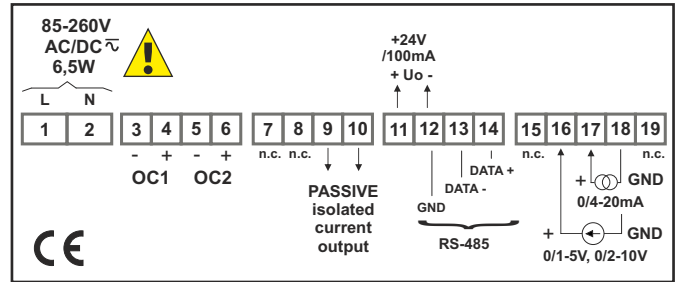 85-260V
AC/DC
6,5W
+24V
/100mA
+ Uo -
L N
1 2 3 4 5 6 7 8 9 10 11 12 13 14 15 16 17 18 19
- + - + n.c. n.c. n.c. n.c.
OC1 OC2
PASSIVE
isolated
current
output
DATA +
DATA -
GND
RS-485
+ GND
0/4-20mA
+ GND
0/1-5V, 0/2-10V
CE